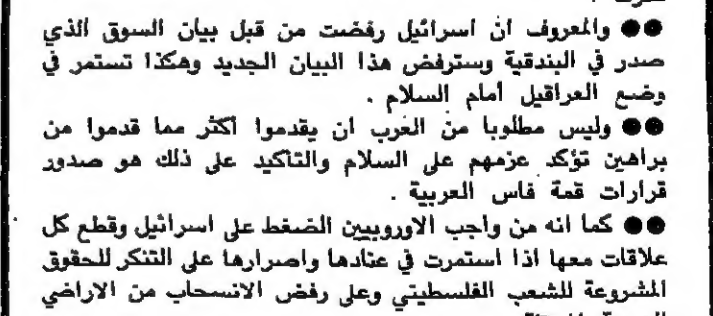 ●● والمعروف ان اسرائيل رفضت من قبل بيان السوق الذي
صدر في البندقية وسترفض هذا البيان الجديد وهكذا تستمر في
وضع العراقيل أمام السلام .
●● وليس مطلوبا من العرب ان يقدموا اكثر مما قدموا من
براهين تؤكد عزمهم على السلام والتاكيد على ذلك هو صدور
قرارات قمة فاس العربية .
●● كما انه من واجب الاوروبيين الضغط على اسرائيل وقطع كل
علاقات معها اذا استمرت في عنادها واصرارها على التنكر للحقوق
المشروعة للشعب الفلسطيني وعلى رفض الانسحاب من الاراضي